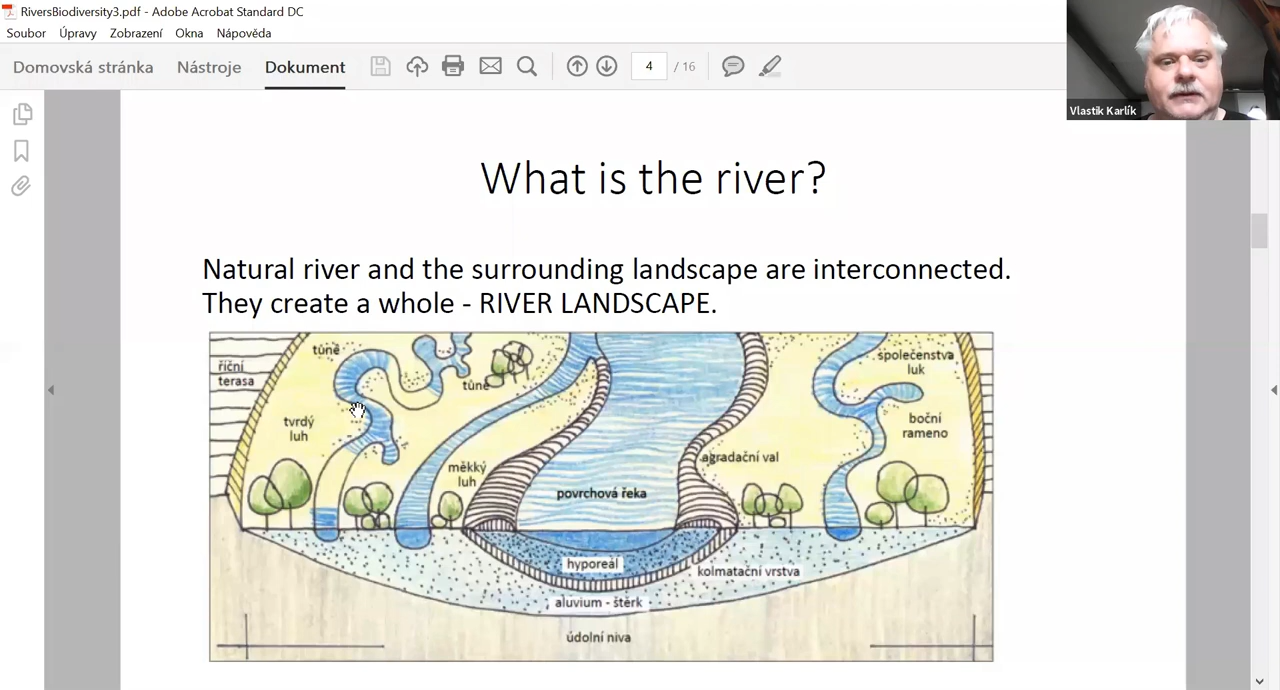 RiversBiodiversity3.pdf - Adobe Acrobat Standard DC
Soubor Úpravy Zobrazení Okna Nápověda
Domovská stránka Nástroje Dokument 4 / 16
Vlastik Karlík
What is the river?
Natural river and the surrounding landscape are interconnected.
They create a whole - RIVER LANDSCAPE.
tůně
říční
terasa
tůně
společenstva
luk
tvrdý
luh
boční
rameno
měkký
luh
agradační val
povrchová řeka
hyporeál
kolmatační vrstva
aluvium - štěrk
údolní niva